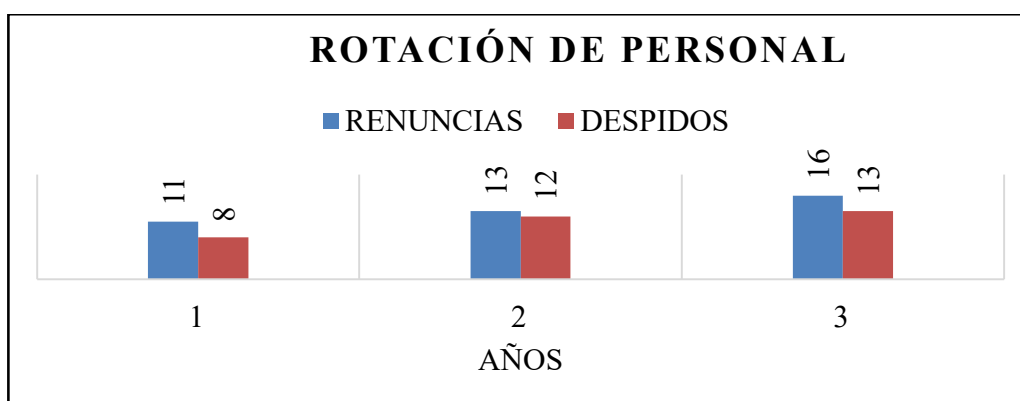 ROTACIÓN DE PERSONAL
RENUNCIAS DESPIDOS
11 8 13 12 16 13
1 2 3
AÑOS